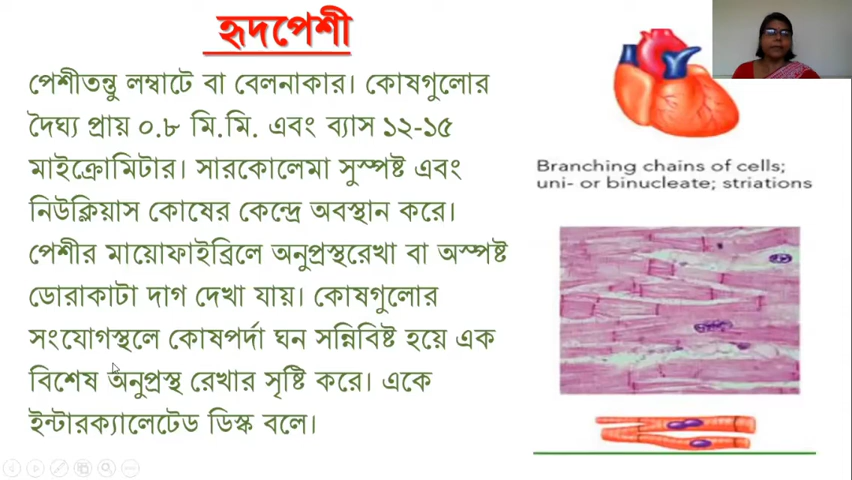 হৃদপেশী
পেশীতন্তু লম্বাটে বা বেলনাকার। কোষগুলোর
দৈঘ্য প্রায় ০.৮ মি.মি. এবং ব্যাস ১২-১৫
মাইক্রোমিটার। সারকোলেমা সুস্পষ্ট এবং
নিউক্লিয়াস কোষের কেন্দ্রে অবস্থান করে।
পেশীর মায়োফাইব্রিলে অনুপ্রস্থরেখা বা অস্পষ্ট
ডোরাকাটা দাগ দেখা যায়। কোষগুলোর
সংযোগস্থলে কোষপর্দা ঘন সন্নিবিষ্ট হয়ে এক
বিশেষ অনুপ্রস্থ রেখার সৃষ্টি করে। একে
ইন্টারক্যালেটেড ডিস্ক বলে।
Branching chains of cells;
uni- or binucleate; striations